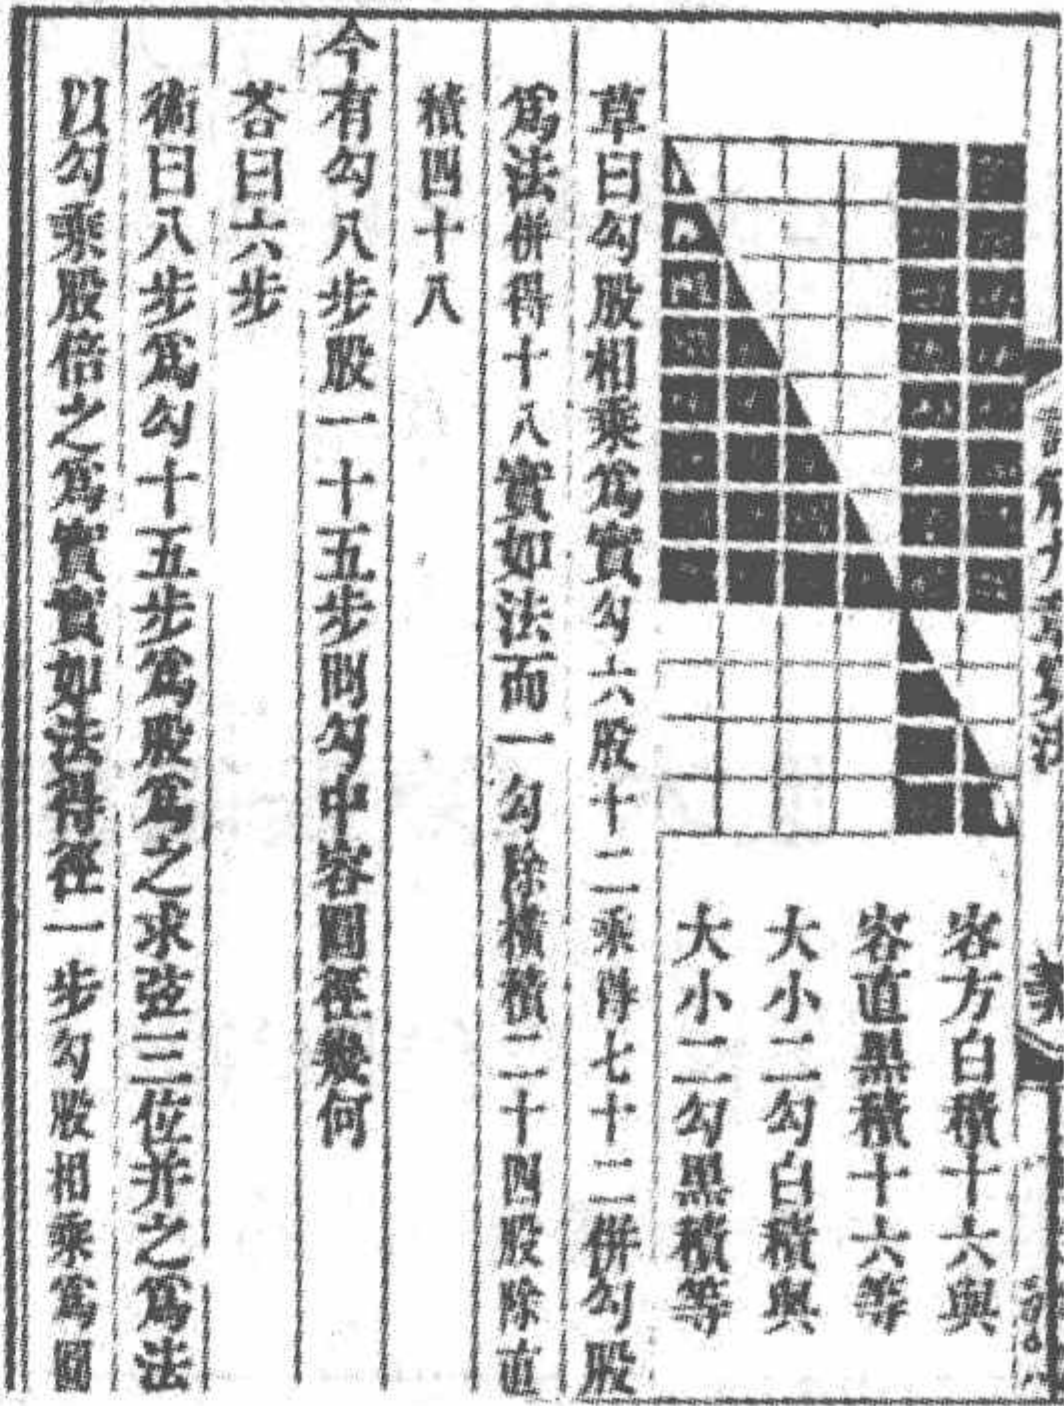 容方白積十六與
容直黑積十六等
大小二勾白積與
大小二勾黑積等
草曰勾股相乘爲實勾六股十二乘得七十二併勾股
爲法併得十八實如法而一勾除積積二十四股除直
積四十八
今有勾八步股一十五步問勾中容圓徑幾何
荅曰六步
術曰八步爲勾十五步爲股爲之求弦三位并之爲法
以勾乘股倍之爲實實如法得徑一步勾股相乘爲圓